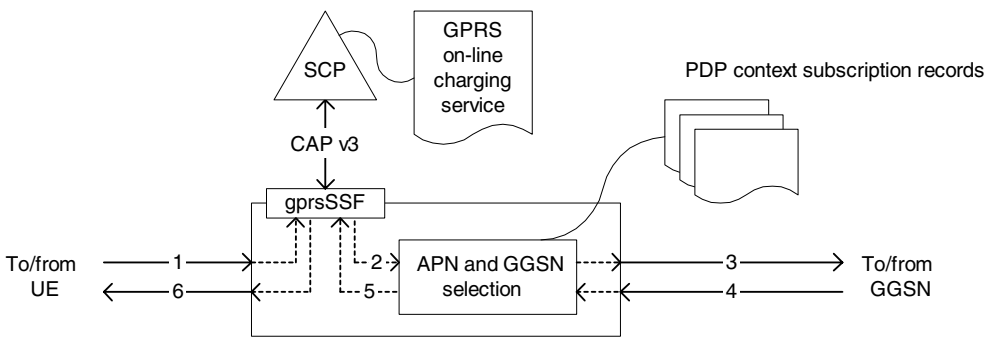 GPRS
on-line
charging
service
SCP
PDP context subscription records
CAP v3
gprsSSF
To/from
UE
1
6
2
5
APN and GGSN
selection
3
4
To/from
GGSN